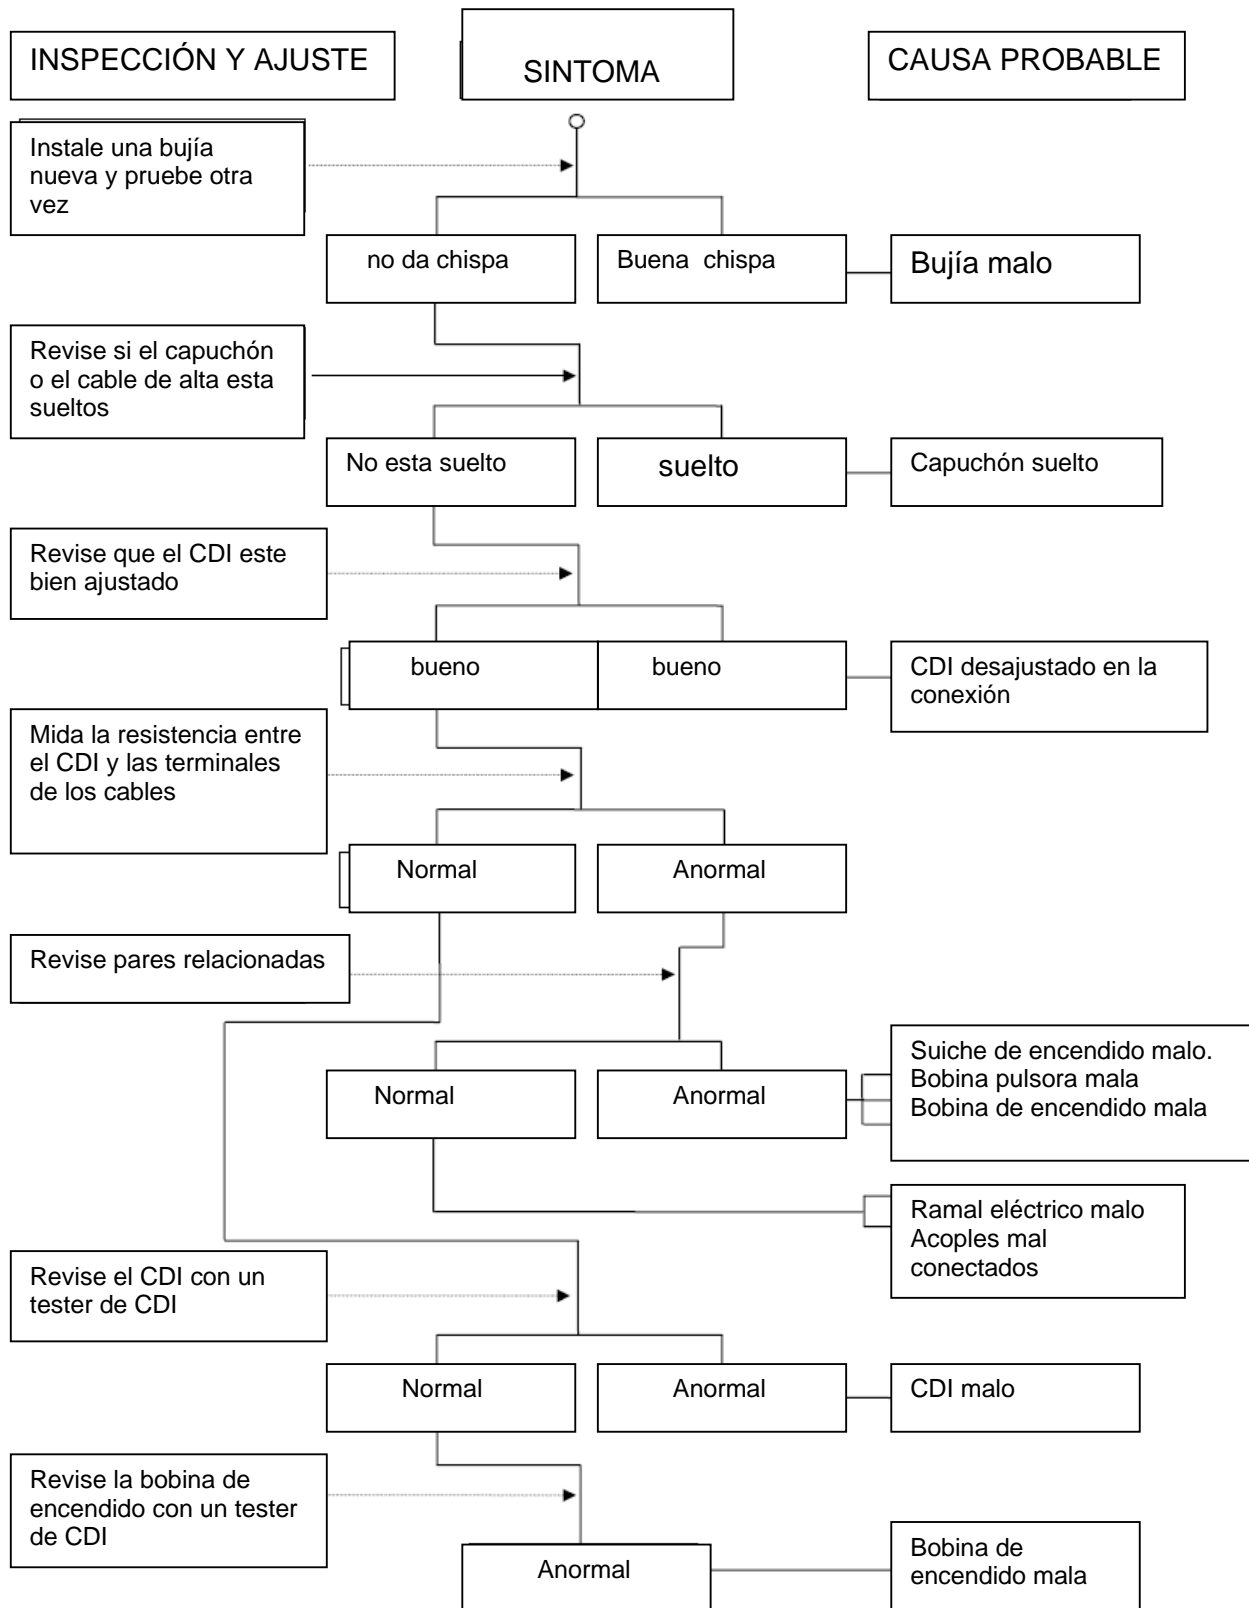 INSPECCIÓN Y AJUSTE
SINTOMA
CAUSA PROBABLE
Instale una bujía
nueva y pruebe otra
vez
no da chispa
Buena chispa
Bujía malo
Revise si el capuchón
o el cable de alta esta
sueltos
No esta suelto
suelto
Capuchón suelto
Revise que el CDI este
bien ajustado
bueno
bueno
CDI desajustado en la
conexión
Mida la resistencia entre
el CDI y las terminales
de los cables
Normal
Anormal
Revise pares relacionadas
Normal
Anormal
Suiche de encendido malo.
Bobina pulsora mala
Bobina de encendido mala
Ramal eléctrico malo
Acoples mal
conectados
Revise el CDI con un
tester de CDI
Normal
Anormal
CDI malo
Revise la bobina de
encendido con un tester
de CDI
Anormal
Bobina de
encendido mala